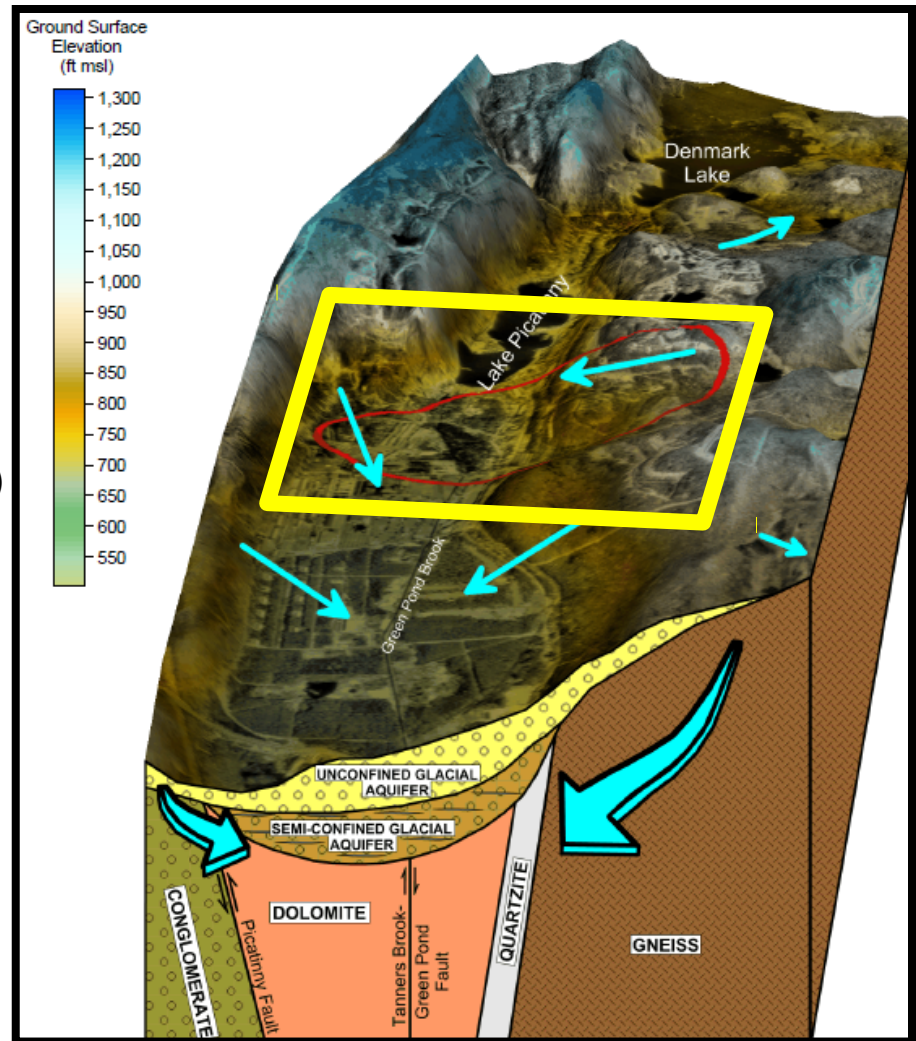 Ground Surface
Elevation
(ft msl)
1,300
1,250
1,200
1,150
1,100
1,050
1,000
950
900
850
800
750
700
650
600
550
Denmark
Lake
Lake Picatinny
Green Pond Brook
)
UNCONFINED GLACIAL
AQUIFER
SEMI-CONFINED GLACIAL
AQUIFER
CONGLOMERATE
Picatinny Fault
DOLOMITE
Tanners Brook-
Green Pond
Fault
QUARTZITE
GNEISS